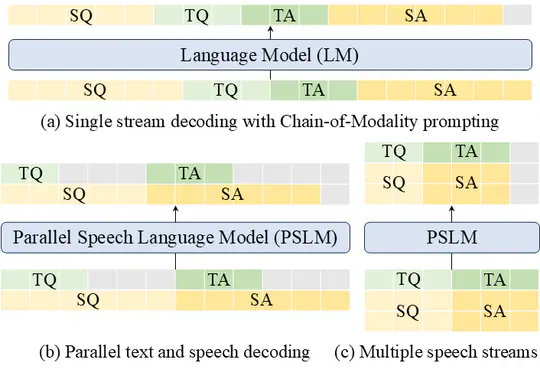 SQ TQ TA SA
Language Model (LM)
SQ TQ TA SA
(a) Single stream decoding with Chain-of-Modality prompting
TQ TA
SQ SA
Parallel Speech Language Model (PSLM)
TQ TA
SQ SA
(b) Parallel text and speech decoding
TQ TA
SQ SA
PSLM
TQ TA
SQ SA
(c) Multiple speech streams